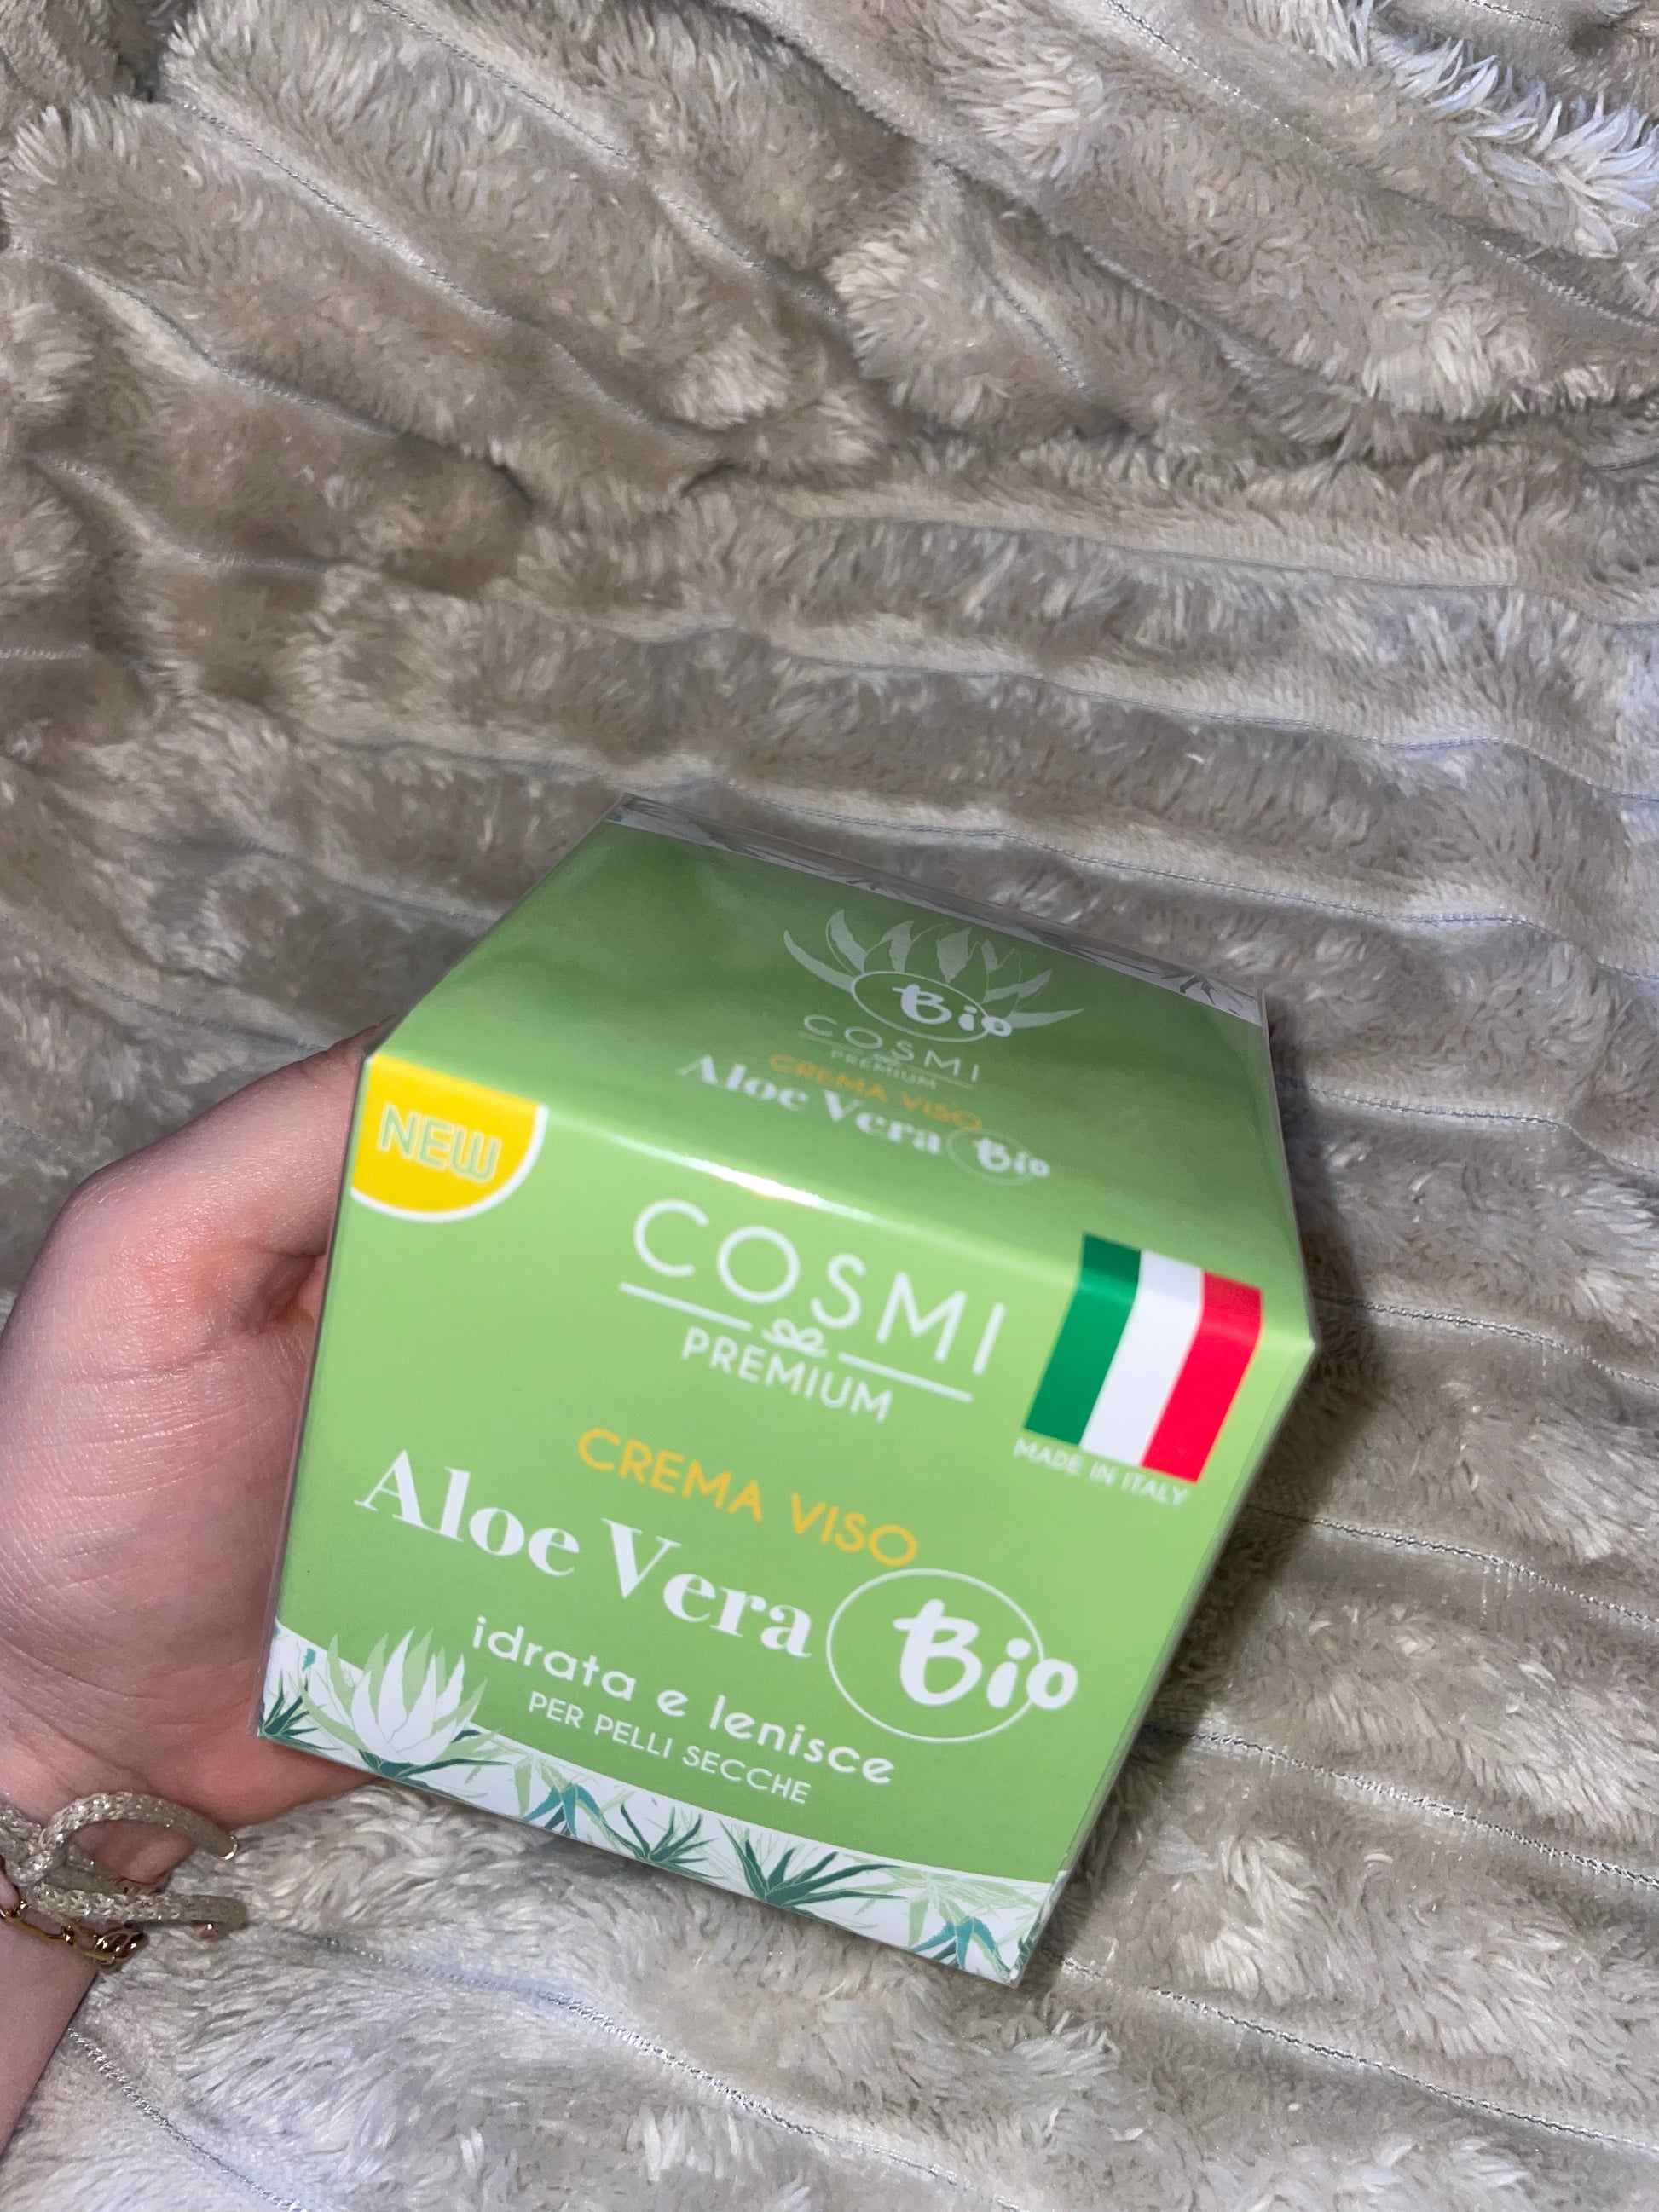 Bio
COSMI
PREMIUM
CREMA VISO
Aloe Vera Bio
NEW
COSMI
PREMIUM
MADE IN ITALY
CREMA VISO
Aloe Vera Bio
idrata e lenisce
PER PELLI SECCHE